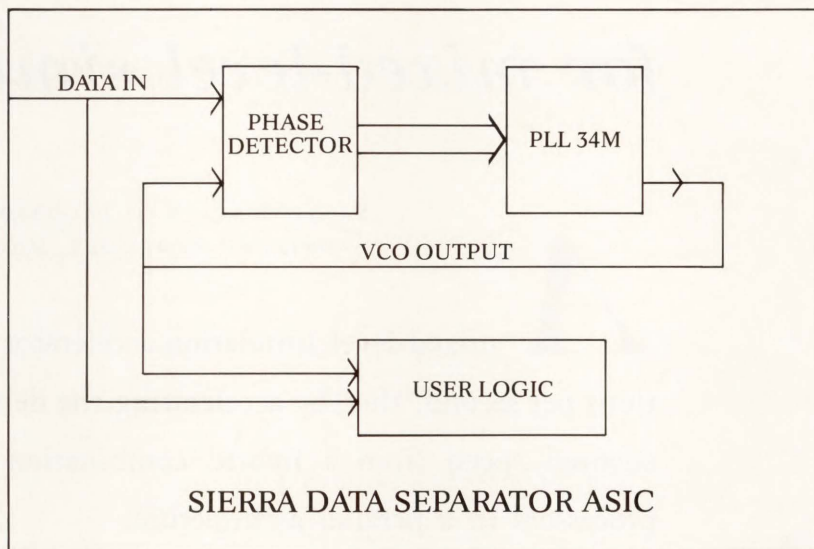 DATA IN
PHASE
DETECTOR
PLL 34M
VCO OUTPUT
USER LOGIC
SIERRA DATA SEPARATOR ASIC